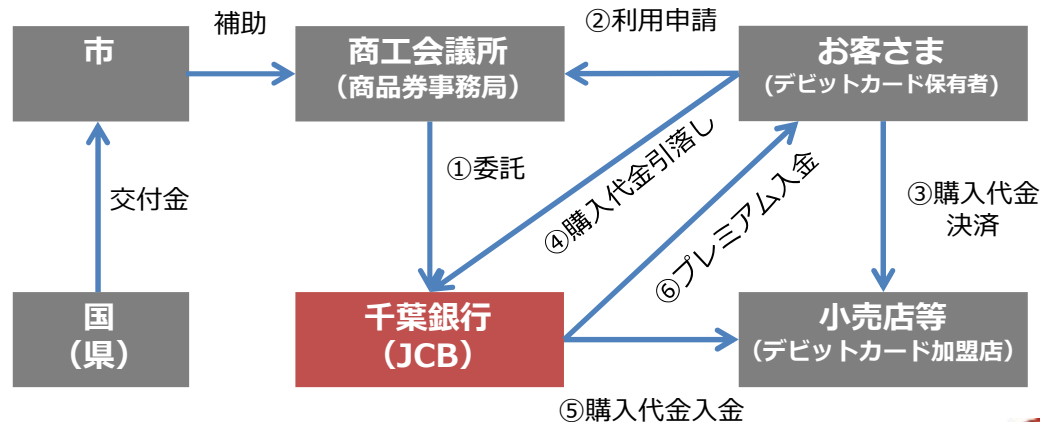 補助
②利用申請
市
商工会議所
（商品券事務局）
お客さま
(デビットカード保有者)
①委託
交付金
④購入代金引落し
⑥プレミアム入金
③購入代金
決済
国
（県）
千葉銀行
（JCB）
小売店等
（デビットカード加盟店）
⑤購入代金入金